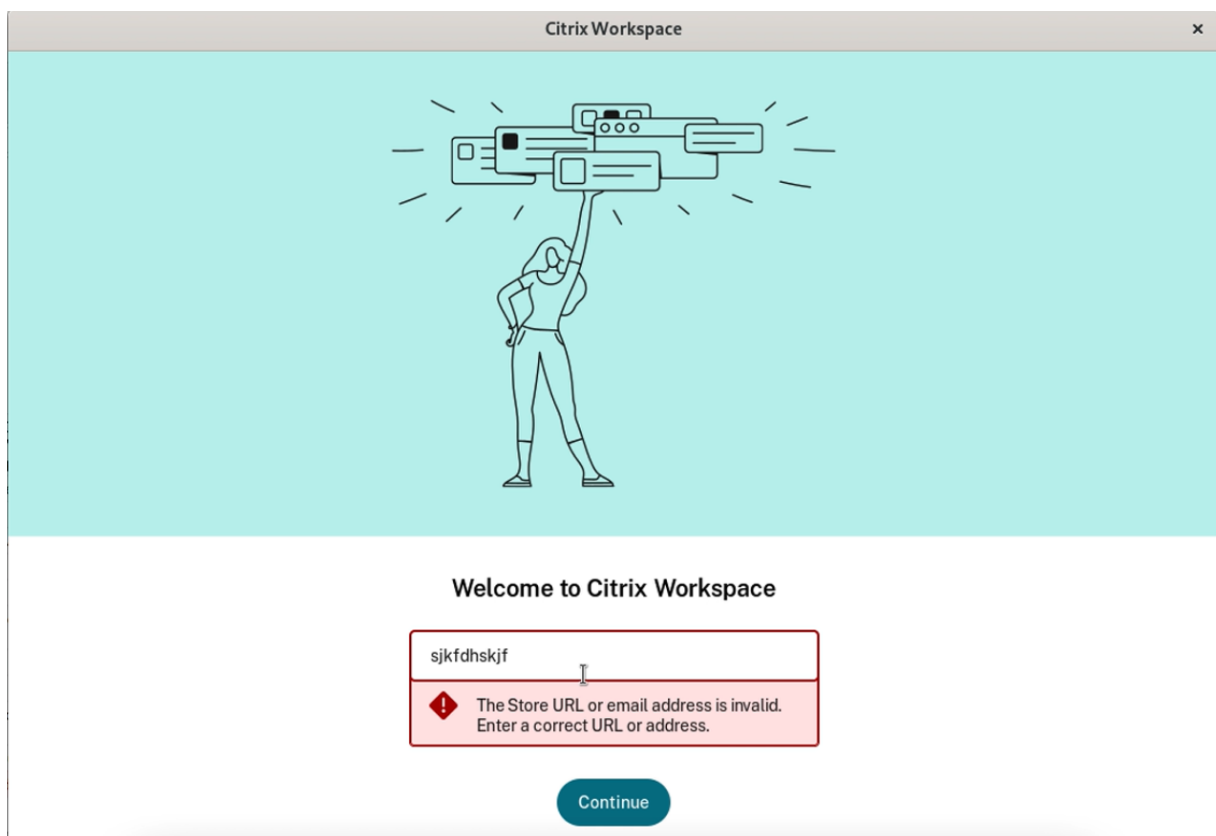 Citrix Workspace
Welcome to Citrix Workspace
sjkfdhskjf
The Store URL or email address is invalid.
Enter a correct URL or address.
Continue